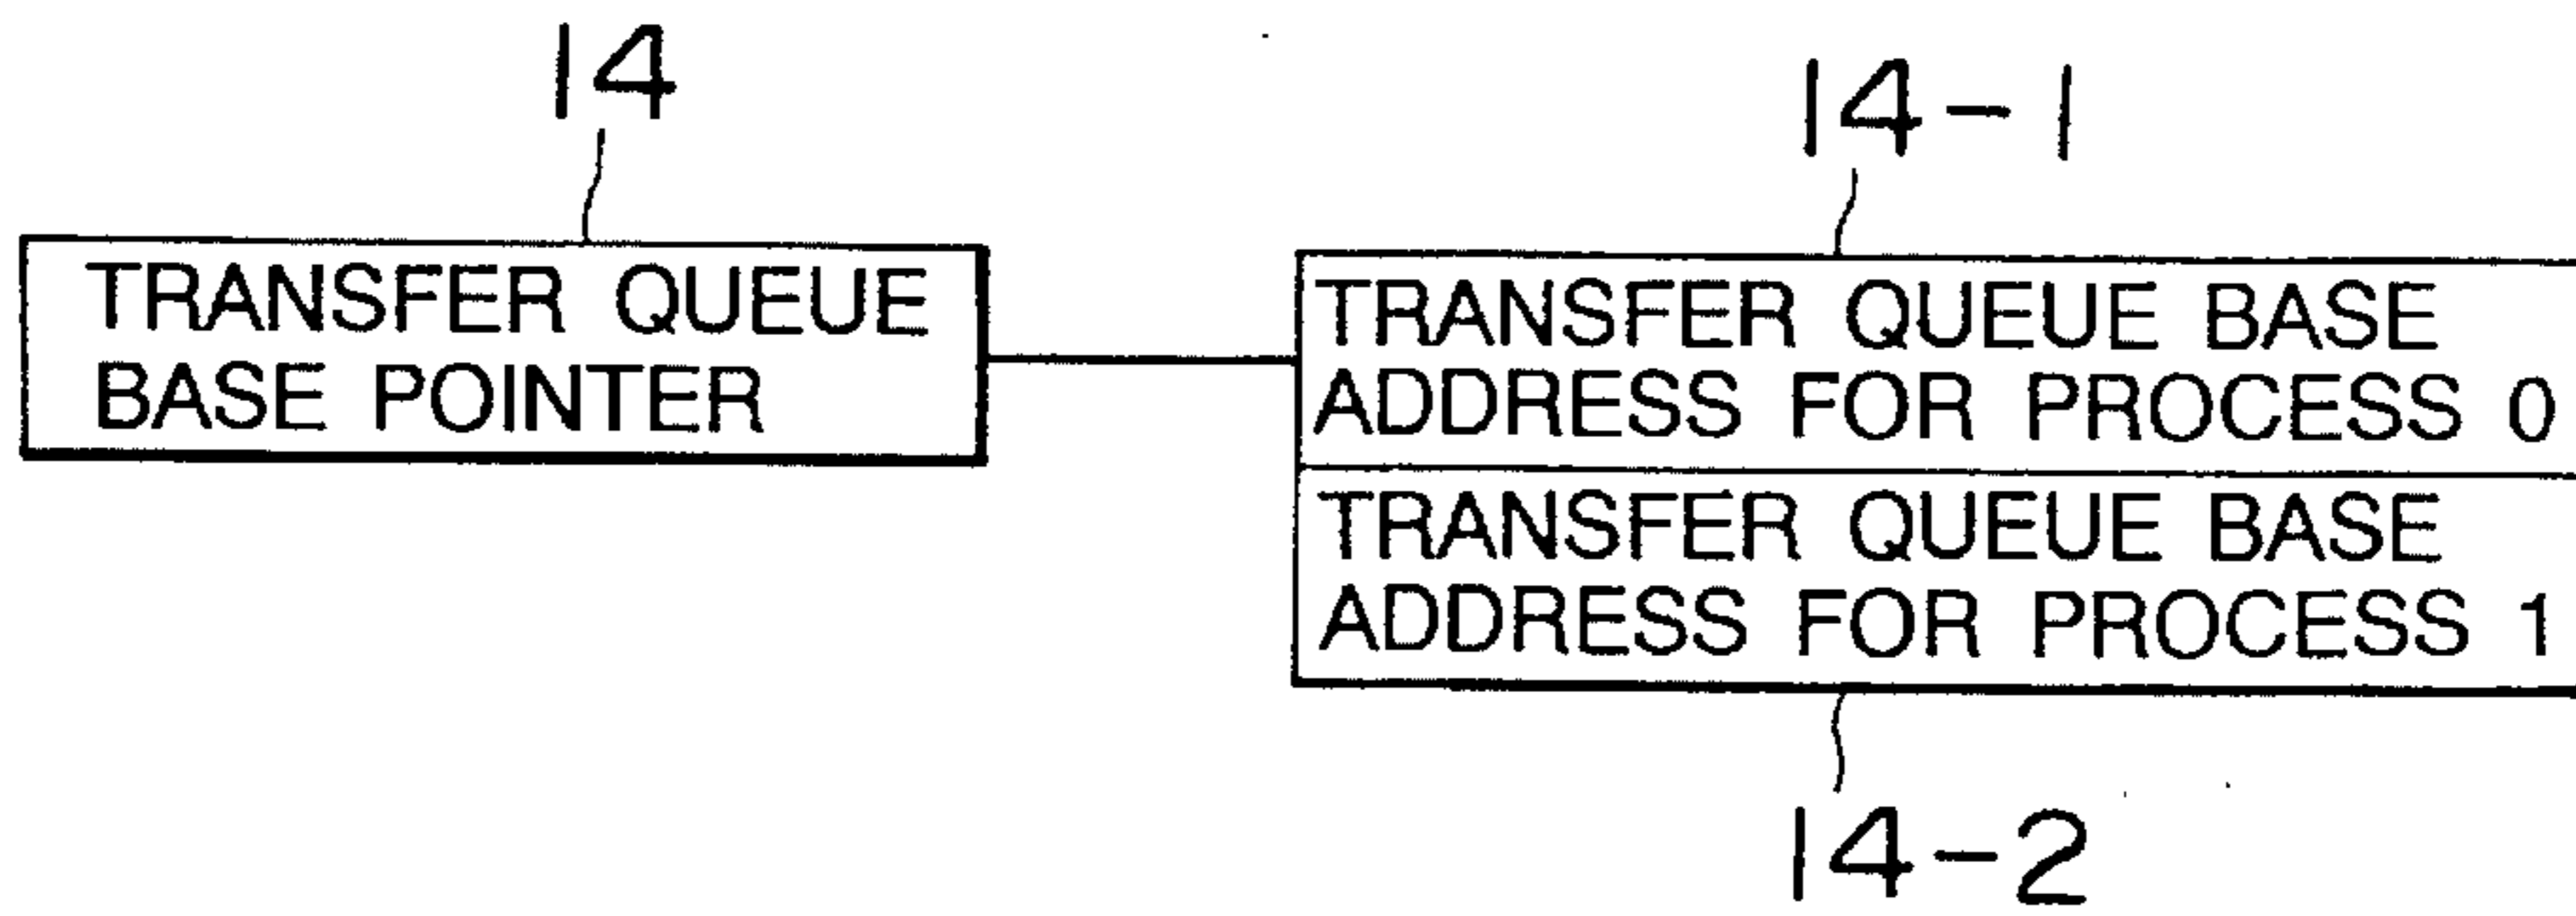 14
TRANSFER QUEUE
BASE POINTER
14-1
TRANSFER QUEUE BASE
ADDRESS FOR PROCESS 0
TRANSFER QUEUE BASE
ADDRESS FOR PROCESS 1
14-2